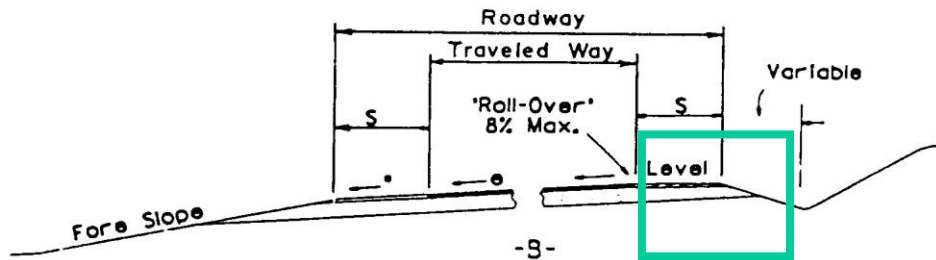 Roadway
Traveled Way
Variable
S
"Roll-Over" S
8% Max.
Level
* e
Fore Slope
-B-